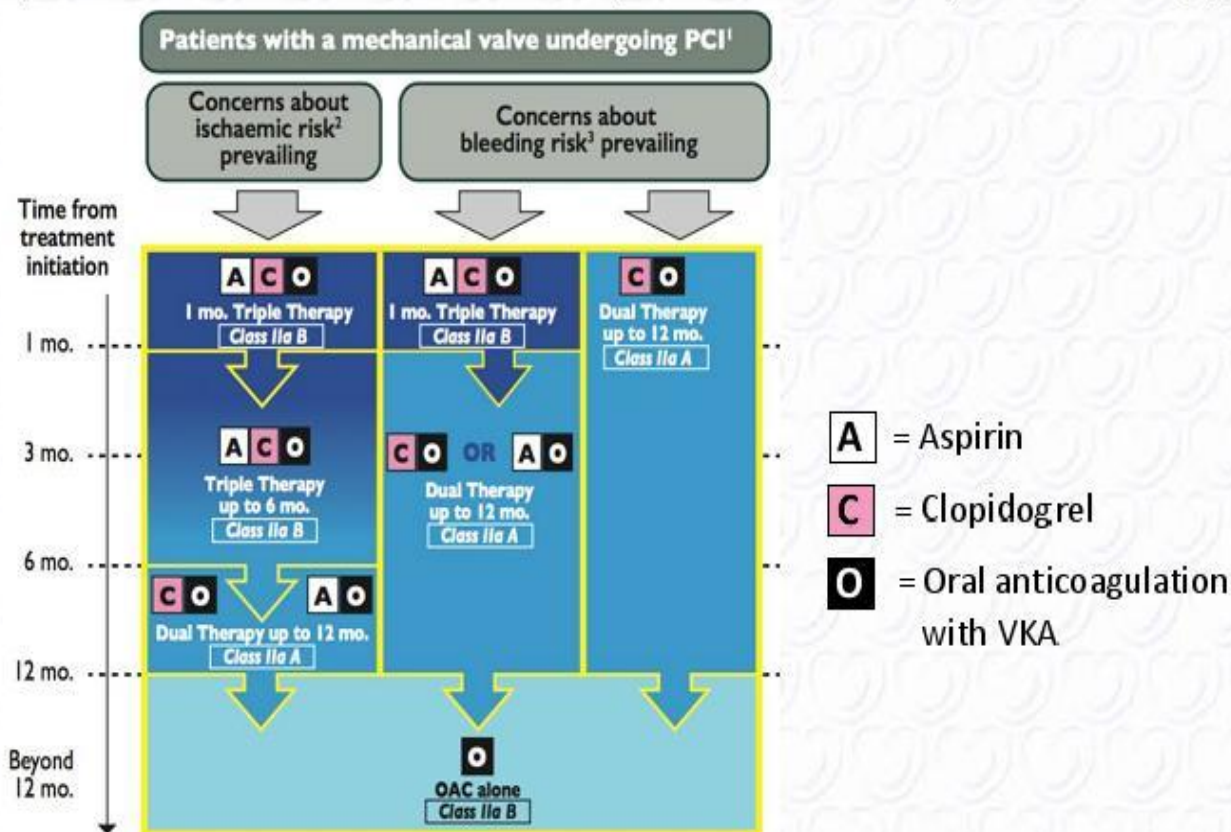 Patients with a mechanical valve undergoing PCI¹
Concerns about
ischaemic risk²
prevailing
Concerns about
bleeding risk³ prevailing
Time from
treatment
initiation
A C O
1 mo. Triple Therapy
Class IIa B
A C O
1 mo. Triple Therapy
Class IIa B
C O
Dual Therapy
up to 12 mo.
Class IIa A
1 mo.
3 mo.
A C O
Triple Therapy
up to 6 mo.
Class IIa B
C O OR A O
Dual Therapy
up to 12 mo.
Class IIa A
6 mo.
C O A O
Dual Therapy up to 12 mo.
Class IIa A
12 mo.
Beyond
12 mo.
O
OAC alone
Class IIa B
A = Aspirin
C = Clopidogrel
O = Oral anticoagulation
with VKA